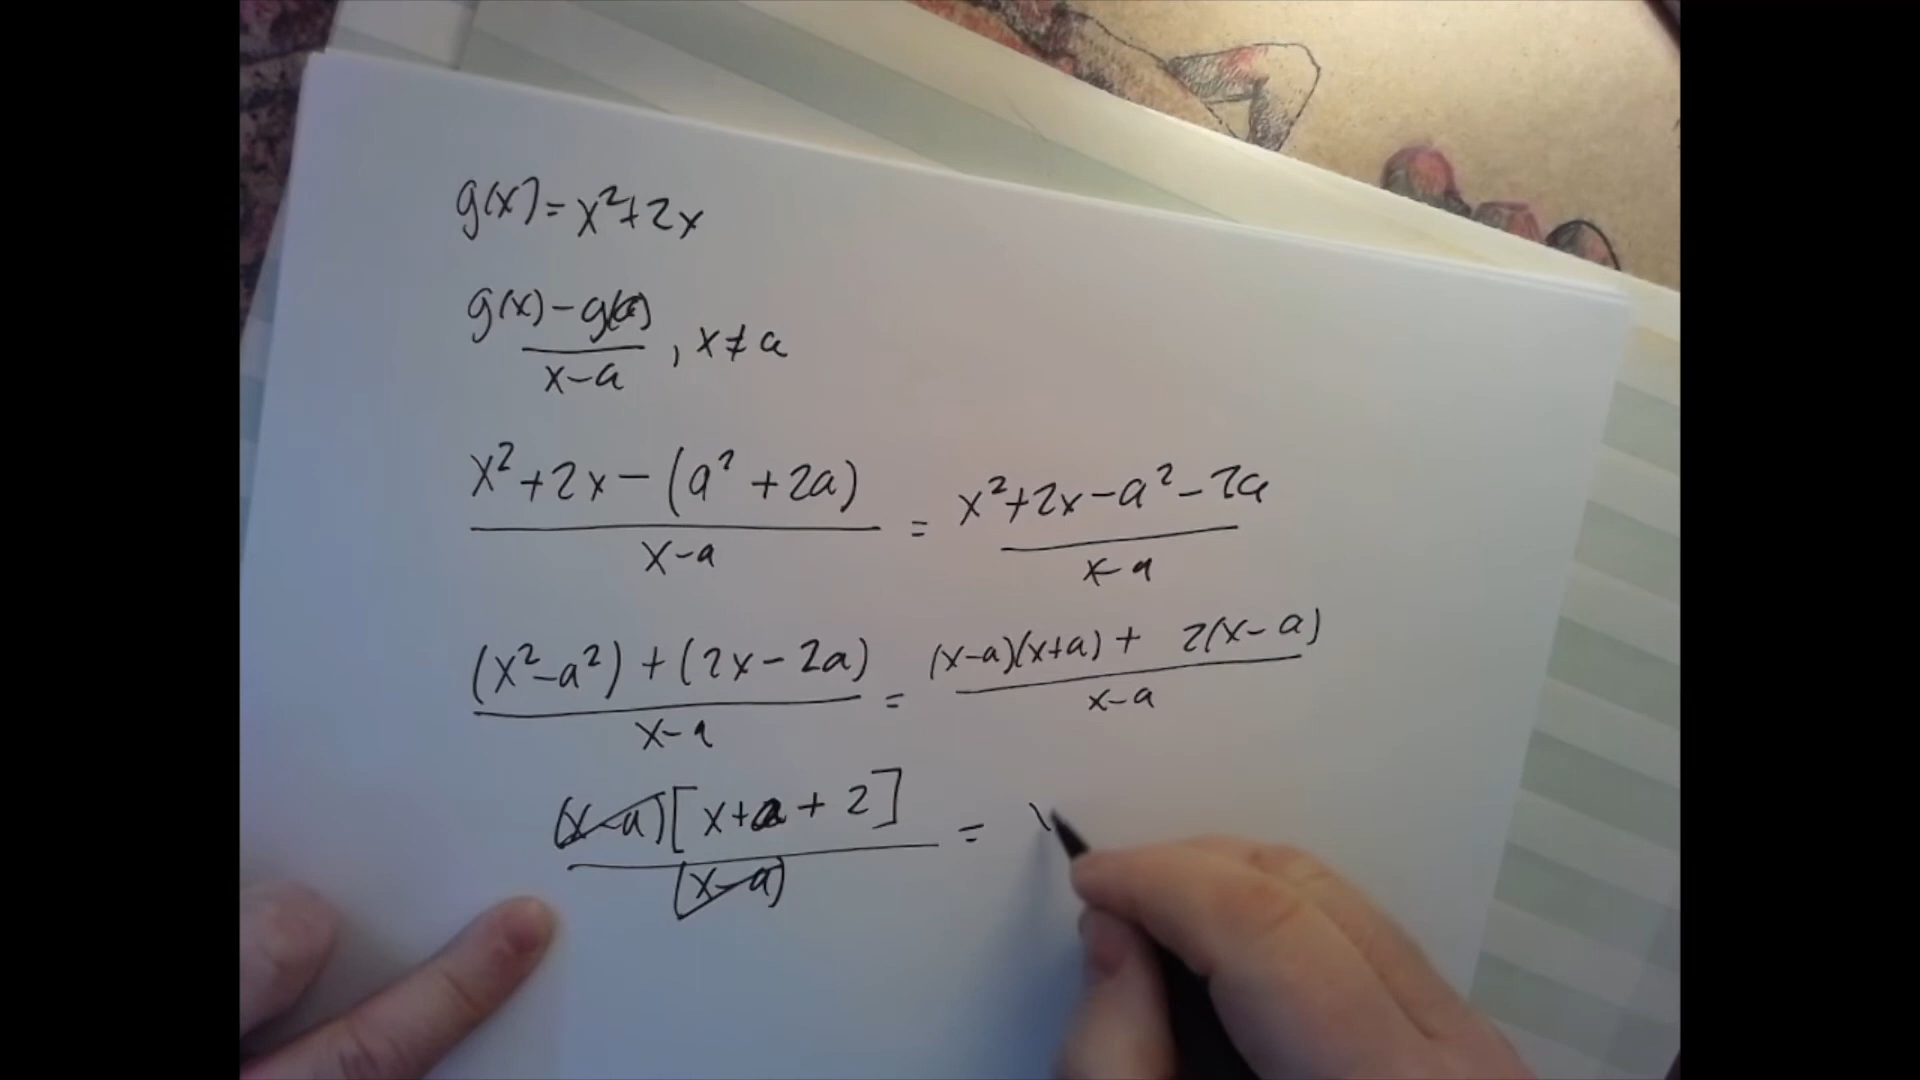 g(x) = x²+2x
g(x) - g(a)
x-a
, x ≠ a
x²+2x - (a² + 2a) / x-a = x²+2x-a²-2a / x-a
(x²-a²) + (2x-2a) / x-a = (x-a)(x+a) + 2(x-a) / x-a
(x-a)[x+a+2] / (x-a) =